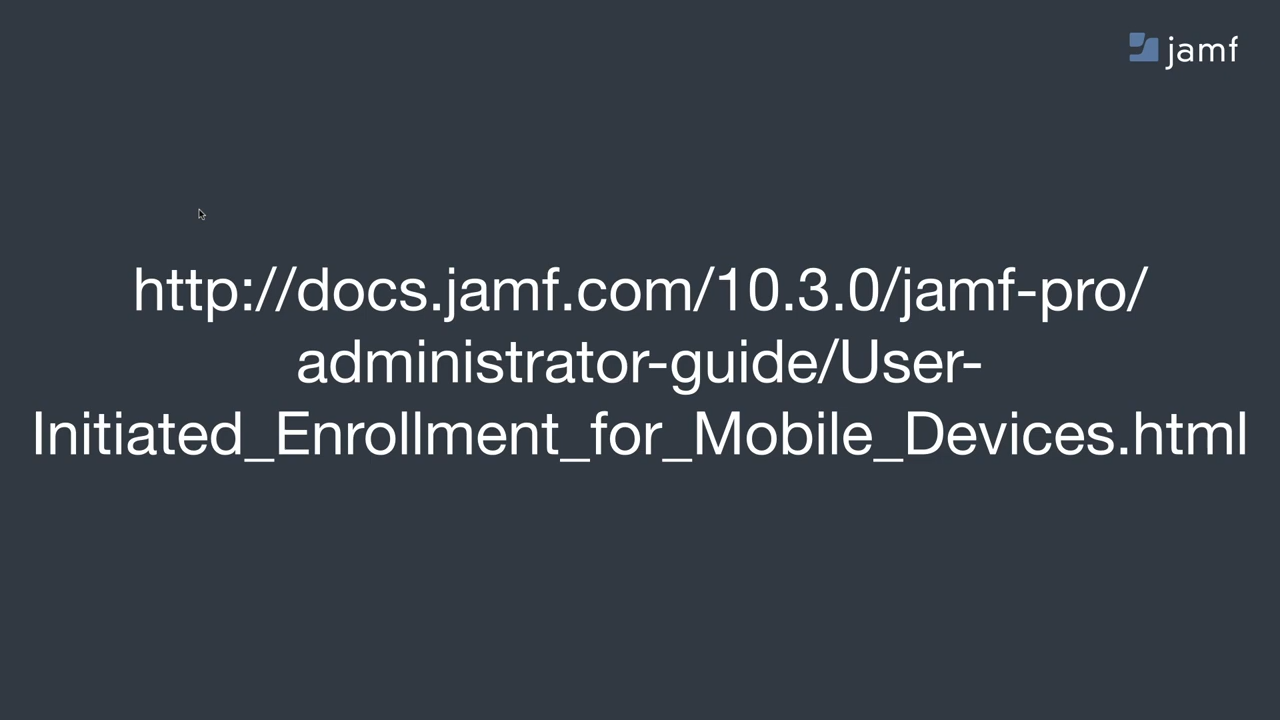 jamf
http://docs.jamf.com/10.3.0/jamf-pro/
administrator-guide/User-
Initiated_Enrollment_for_Mobile_Devices.html